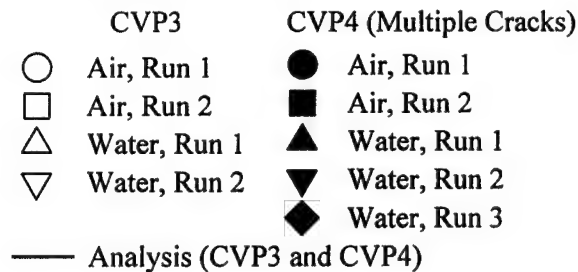 CVP3 CVP4 (Multiple Cracks)
Air, Run 1 Air, Run 1
Air, Run 2 Air, Run 2
Water, Run 1 Water, Run 1
Water, Run 2 Water, Run 2
Water, Run 3
Analysis (CVP3 and CVP4)